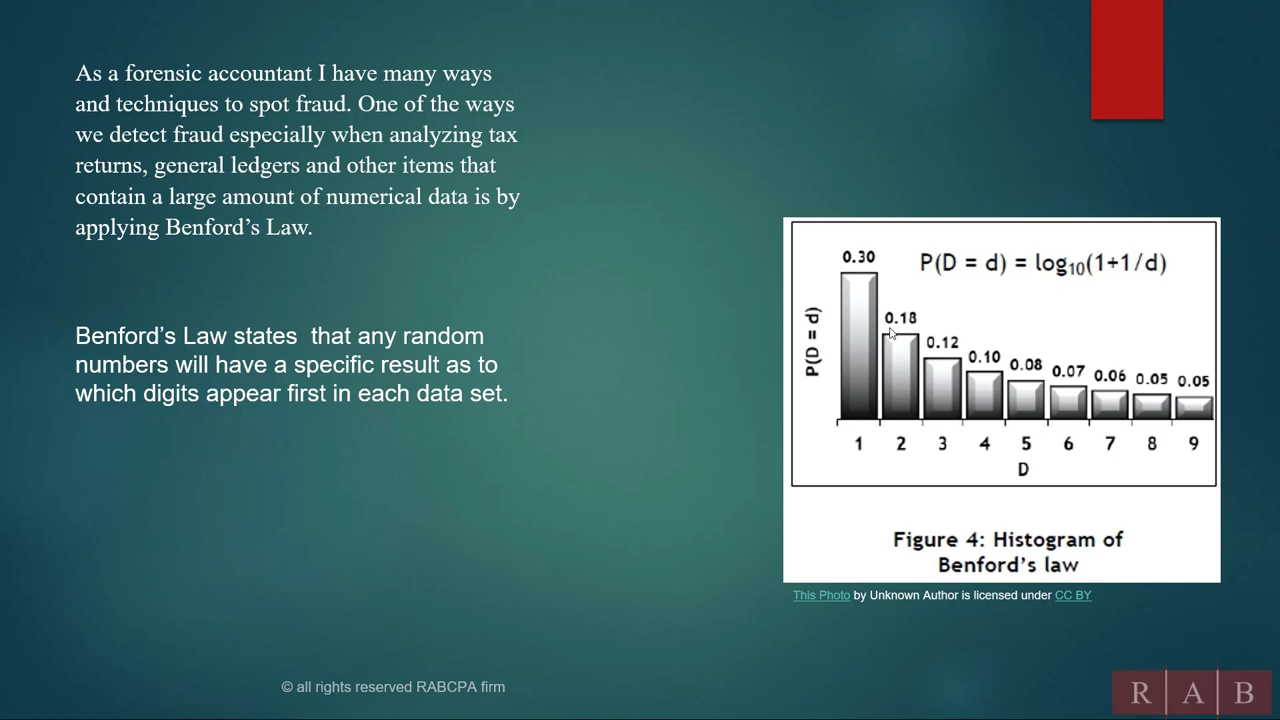 As a forensic accountant I have many ways
and techniques to spot fraud. One of the ways
we detect fraud especially when analyzing tax
returns, general ledgers and other items that
contain a large amount of numerical data is by
applying Benford’s Law.
Benford’s Law states  that any random
numbers will have a specific result as to
which digits appear first in each data set.
P(D = d) = log₁₀(1+1/d)
P(D = d)
0.30 0.18 0.12 0.10 0.08 0.07 0.06 0.05 0.05
1 2 3 4 5 6 7 8 9
D
Figure 4: Histogram of
Benford’s law
This Photo by Unknown Author is licensed under CC BY
© all rights reserved RABCPA firm
R A B